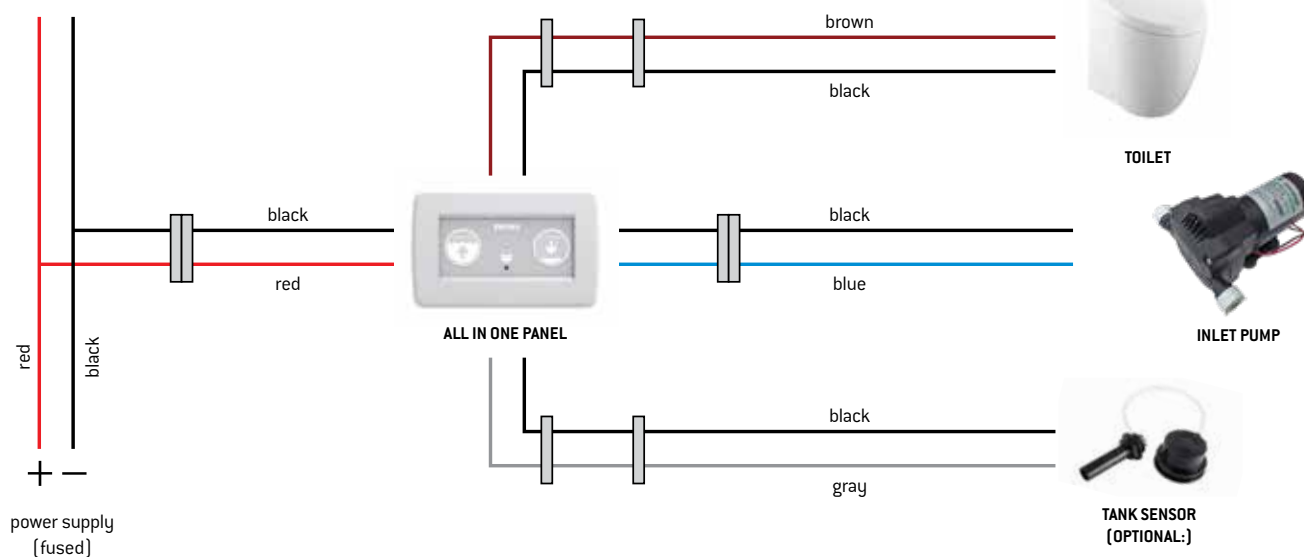 brown
black
TOILET
black
red
black
blue
ALL IN ONE PANEL
INLET PUMP
red
black
black
gray
+ –
power supply
(fused)
TANK SENSOR
(OPTIONAL:)